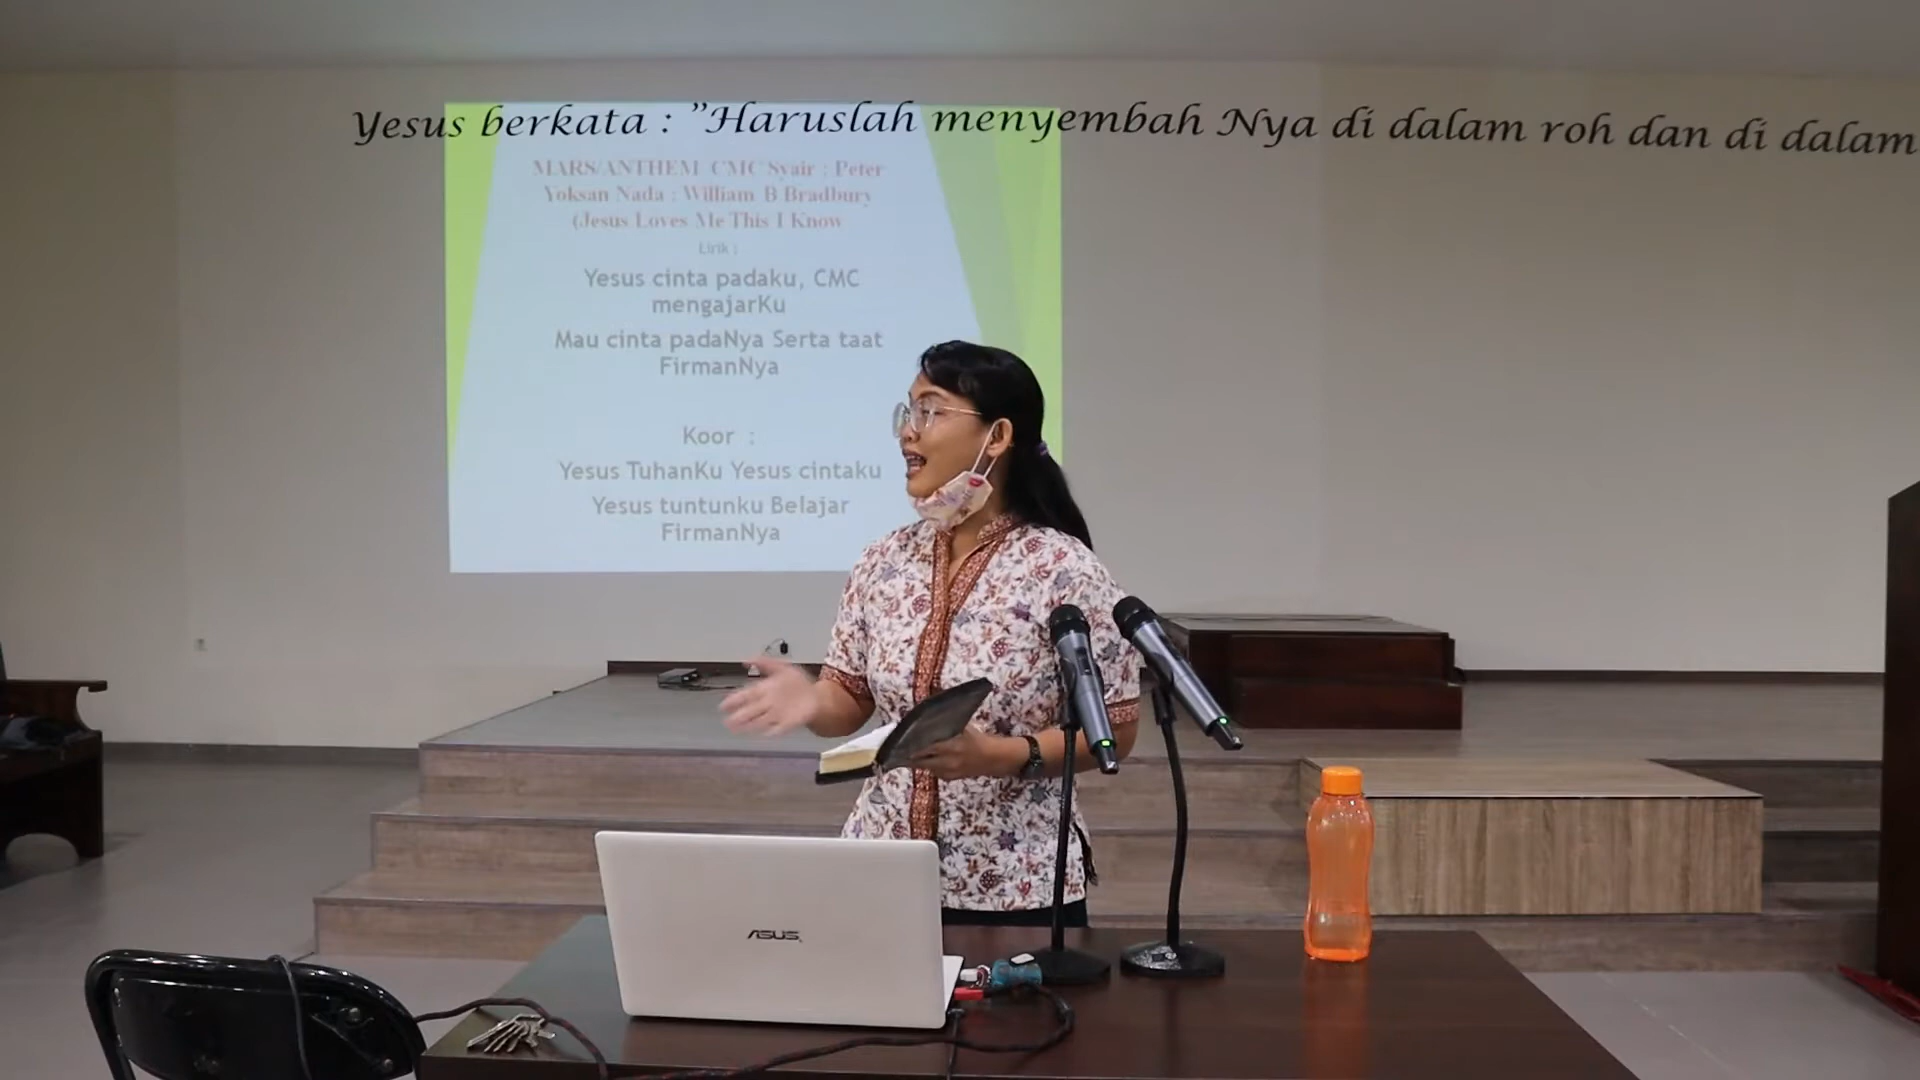 Yesus berkata : "Haruslah menyembah Nya di dalam roh dan di dalam
MARS/ANTHEM CMC Syair : Peter
Yoksan Nada : William B Bradbury
(Jesus Loves Me This I Know
Lirik :
Yesus cinta padaku, CMC
mengajarKu
Mau cinta padaNya Serta taat
FirmanNya
Koor :
Yesus TuhanKu Yesus cintaku
Yesus tuntunku Belajar
FirmanNya
ASUS